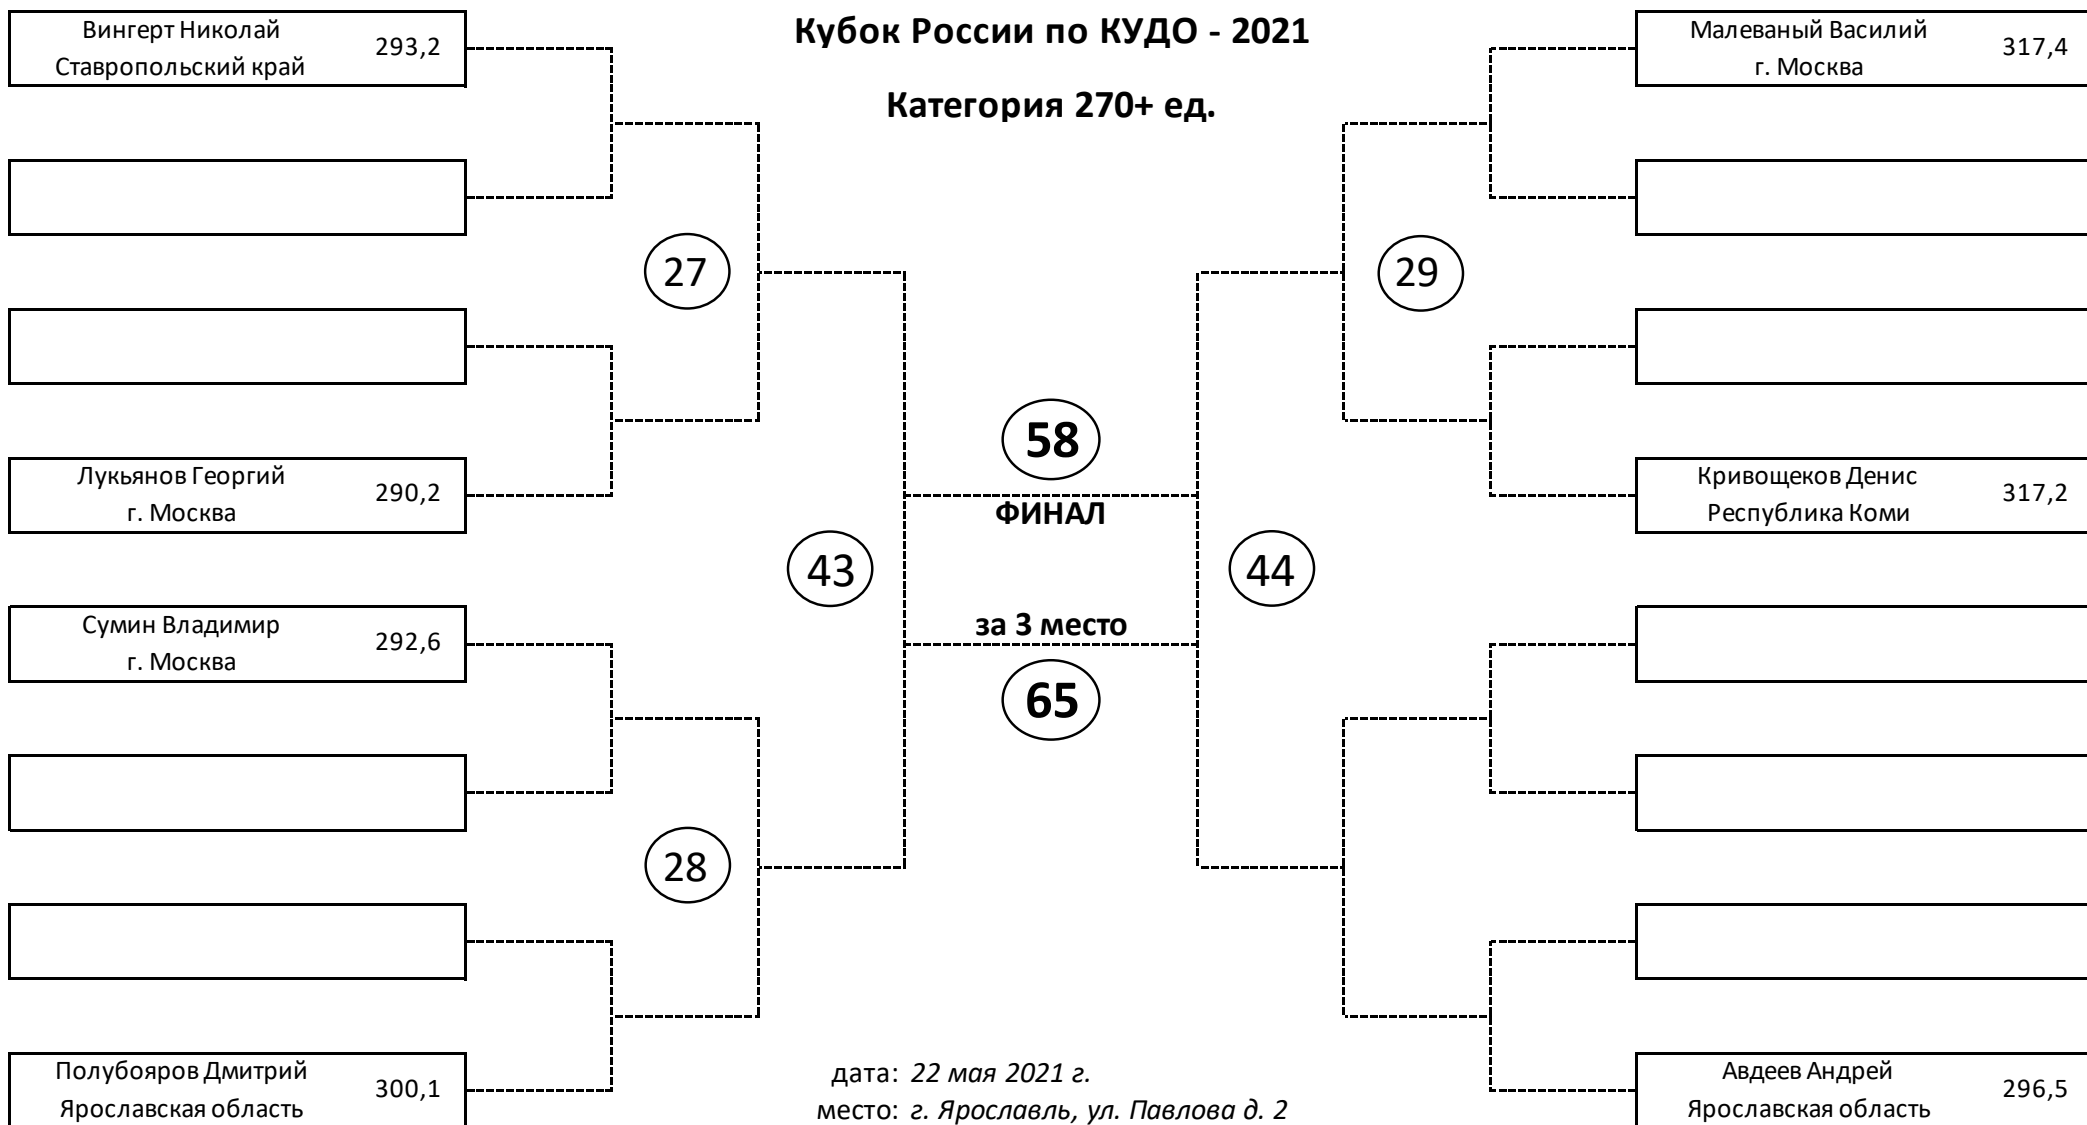 Кубок России по КУДО - 2021
Категория 270+ ед.
Вингерт Николай
Ставропольский край
293,2
27
Лукьянов Георгий
г. Москва
290,2
43
Сумин Владимир
г. Москва
292,6
28
Полубояров Дмитрий
Ярославская область
300,1
58
ФИНАЛ
за 3 место
65
Малеваный Василий
г. Москва
317,4
29
Кривощеков Денис
Республика Коми
317,2
44
Авдеев Андрей
Ярославская область
296,5
дата: 22 мая 2021 г.
место: г. Ярославль, ул. Павлова д. 2